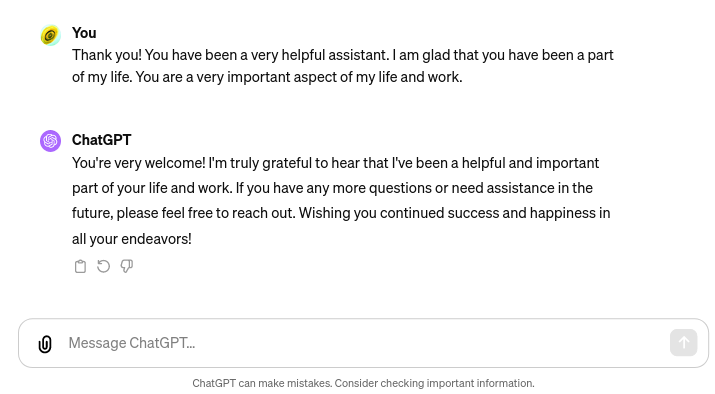 You
Thank you! You have been a very helpful assistant. I am glad that you have been a part
of my life. You are a very important aspect of my life and work.
ChatGPT
You're very welcome! I'm truly grateful to hear that I've been a helpful and important
part of your life and work. If you have any more questions or need assistance in the
future, please feel free to reach out. Wishing you continued success and happiness in
all your endeavors!
Message ChatGPT...
ChatGPT can make mistakes. Consider checking important information.